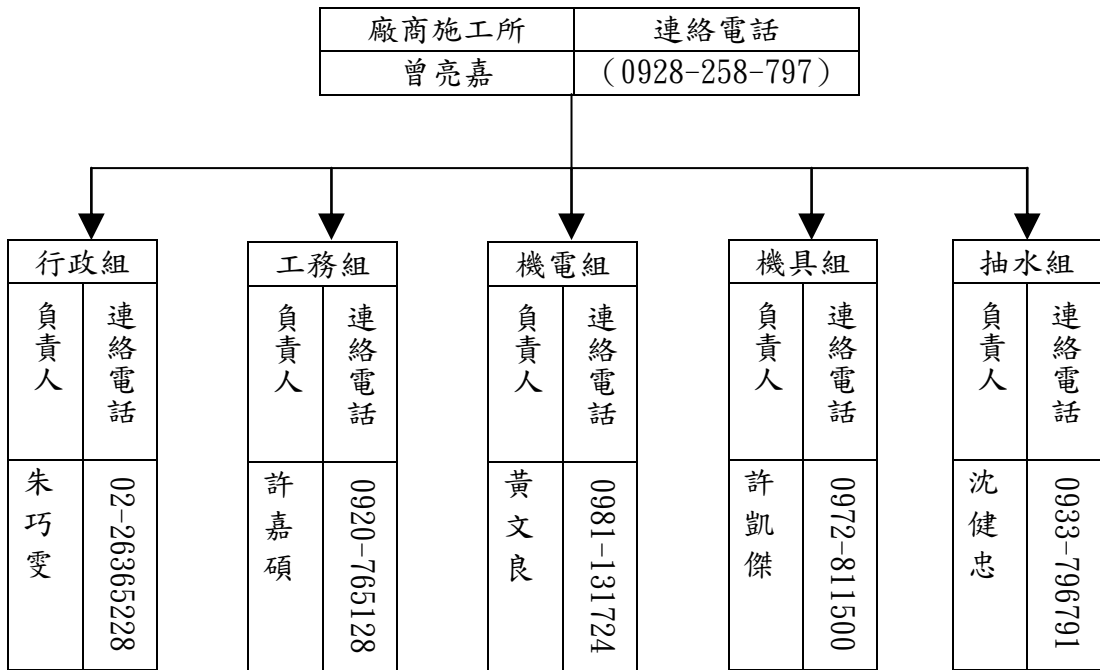 廠商施工所 連絡電話
曾亮嘉 (0928-258-797)
行政組
負責人 連絡電話
朱巧雯 02-26365228
工務組
負責人 連絡電話
許嘉碩 0920-765128
機電組
負責人 連絡電話
黃文良 0981-131724
機具組
負責人 連絡電話
許凱傑 0972-811500
抽水組
負責人 連絡電話
沈健忠 0933-796791